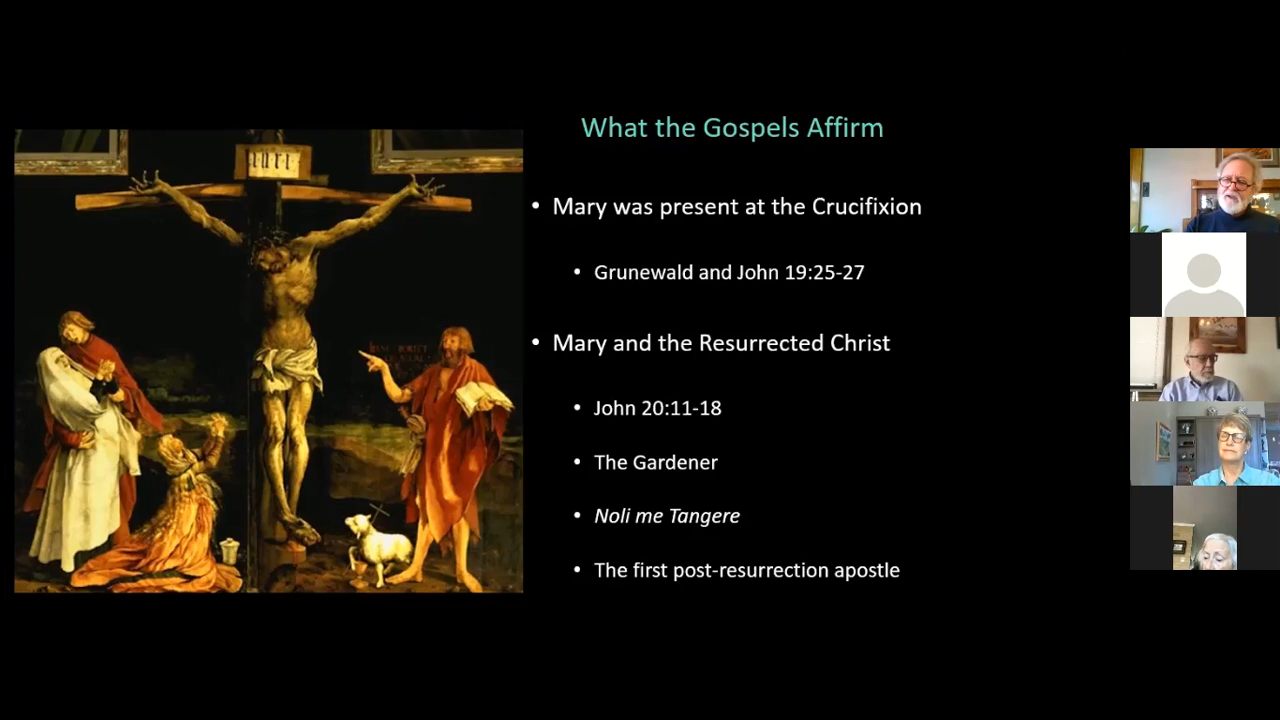 What the Gospels Affirm
• Mary was present at the Crucifixion
• Grunewald and John 19:25-27
• Mary and the Resurrected Christ
• John 20:11-18
• The Gardener
• Noli me Tangere
• The first post-resurrection apostle